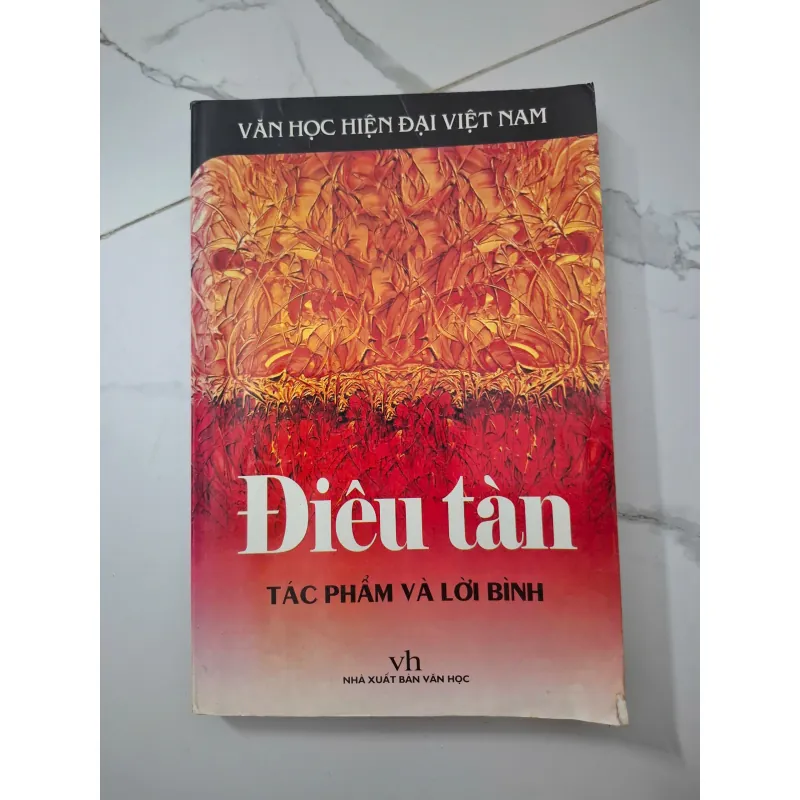 VĂN HỌC HIỆN ĐẠI VIỆT NAM
Điêu tàn
TÁC PHẨM VÀ LỜI BÌNH
vh
NHÀ XUẤT BẢN VĂN HỌC